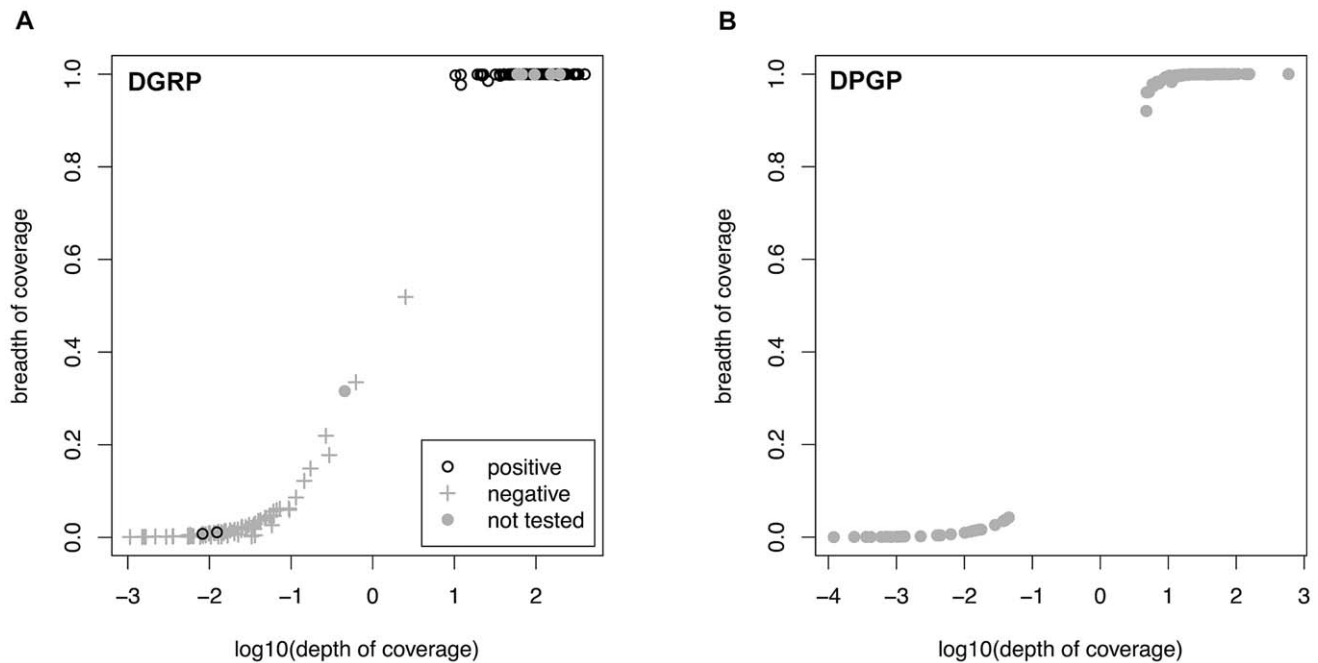 A
DGRP
breadth of coverage
1.0
0.8
0.6
0.4
0.2
0.0
positive
negative
not tested
−3 −2 −1 0 1 2
log10(depth of coverage)
B
DPGP
breadth of coverage
1.0
0.8
0.6
0.4
0.2
0.0
−4 −3 −2 −1 0 1 2 3
log10(depth of coverage)